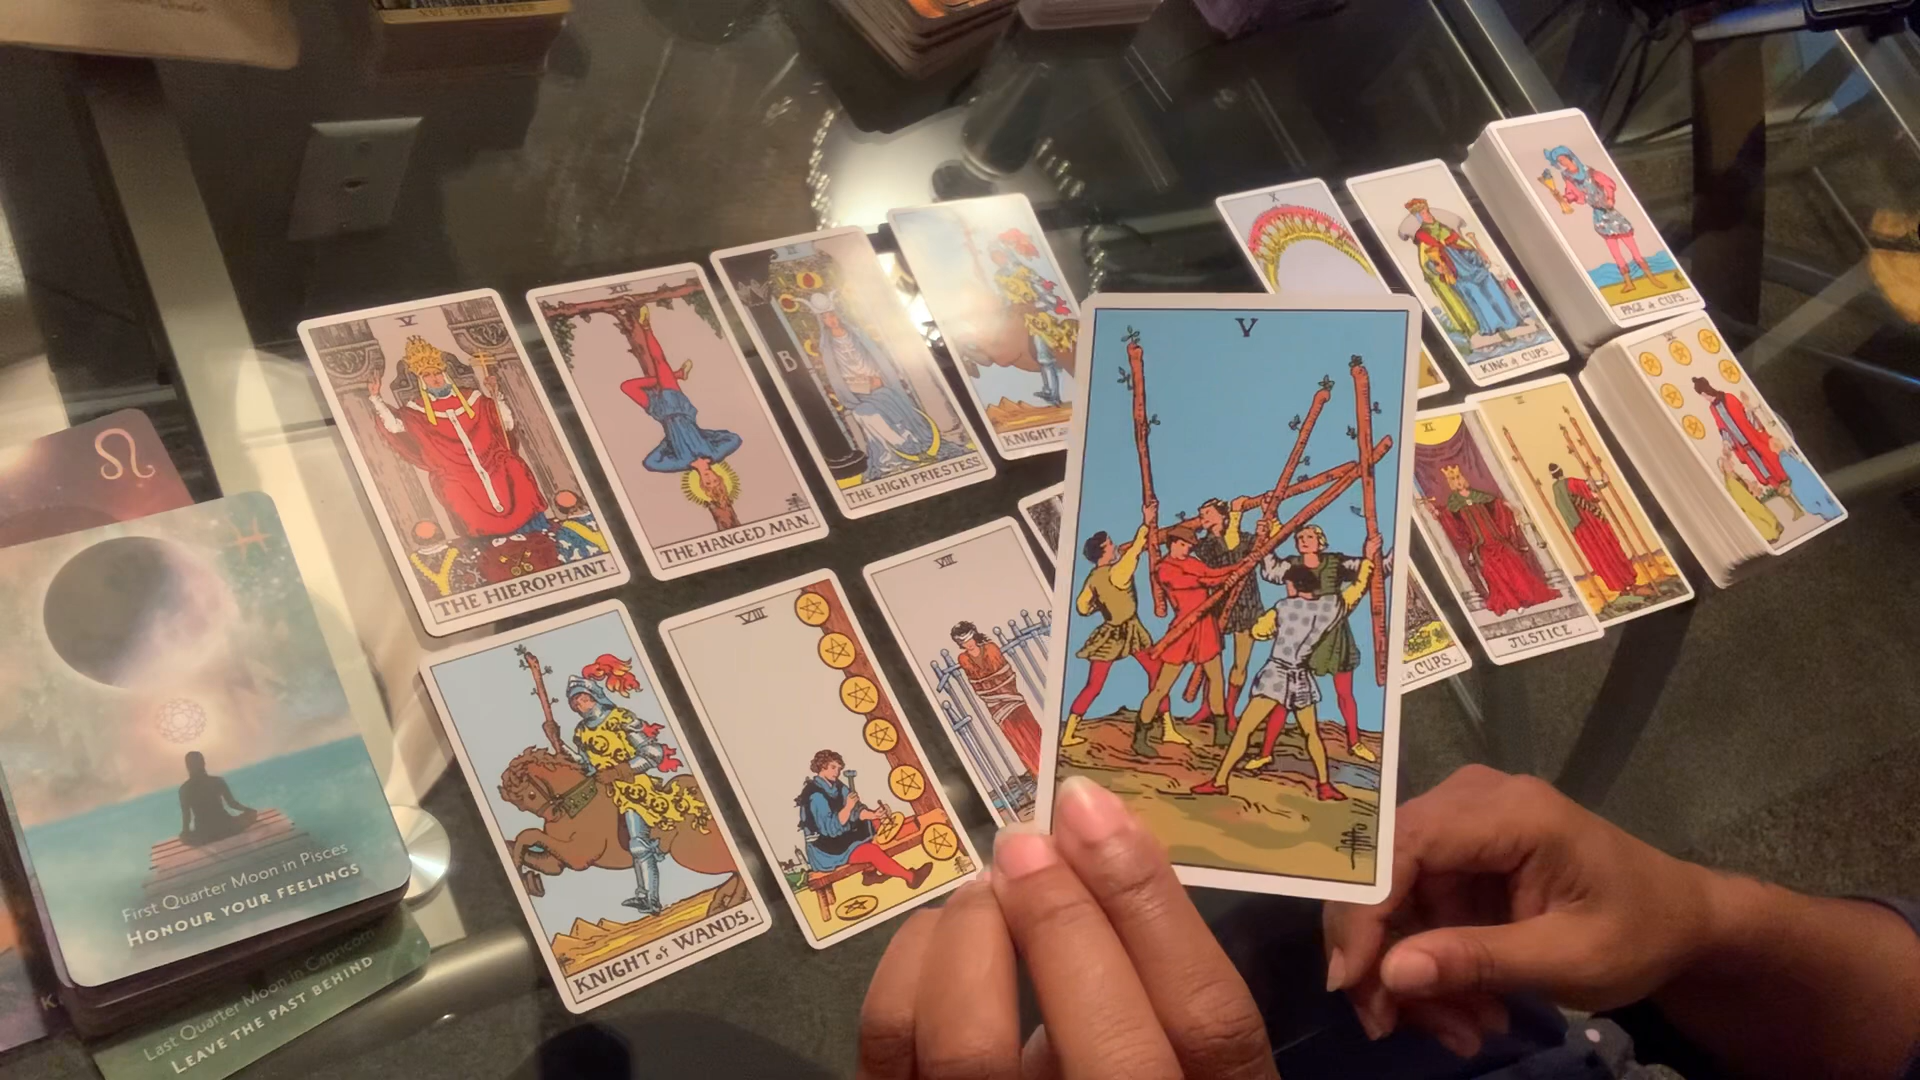 XVI · THE TOWER
V
THE HIEROPHANT.
XII
THE HANGED MAN.
II
B
THE HIGH PRIESTESS
KNIGHT
X
KING of CUPS.
PAGE of CUPS.
V
VIII
KNIGHT of WANDS.
VIII
CUPS.
XI
JUSTICE.
First Quarter Moon in Pisces
HONOUR YOUR FEELINGS
Last Quarter Moon in Capricorn
LEAVE THE PAST BEHIND